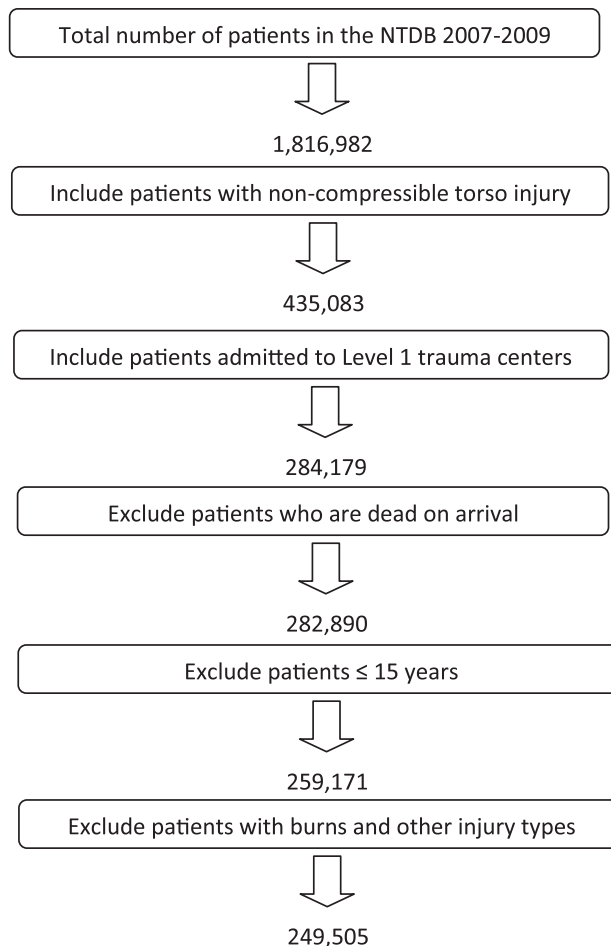 Total number of patients in the NTDB 2007-2009
1,816,982
Include patients with non-compressible torso injury
435,083
Include patients admitted to Level 1 trauma centers
284,179
Exclude patients who are dead on arrival
282,890
Exclude patients ≤ 15 years
259,171
Exclude patients with burns and other injury types
249,505